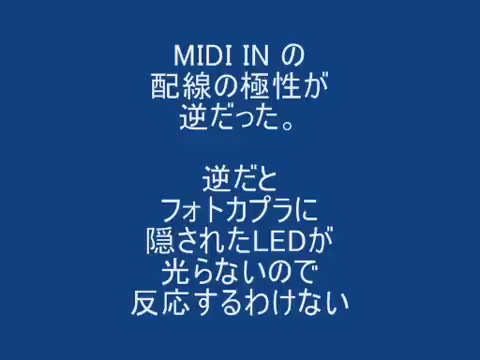 MIDI IN の
配線の極性が
逆だった。
逆だと
フォトカプラに
隠されたLEDが
光らないので
反応するわけない